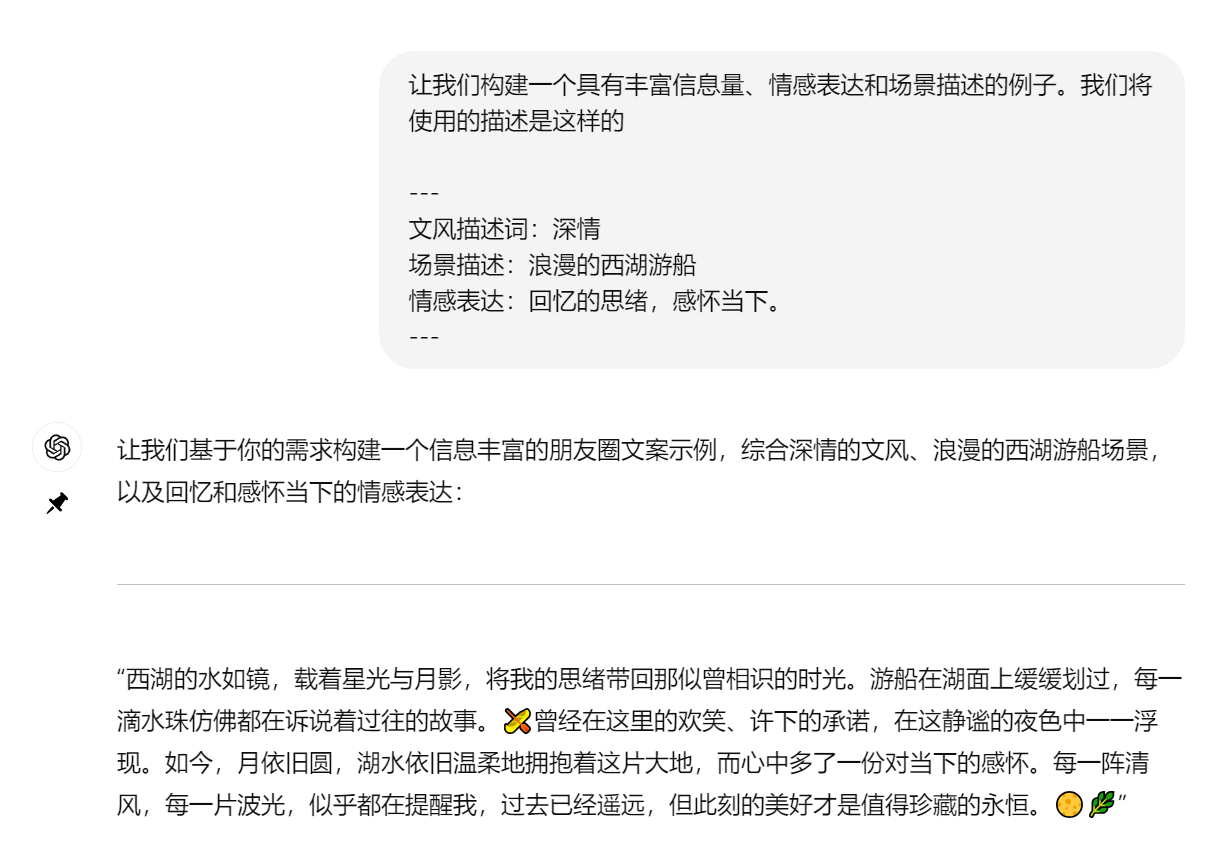 让我们构建一个具有丰富信息量、情感表达和场景描述的例子。我们将
使用的描述是这样的
---
文风描述词：深情
场景描述：浪漫的西湖游船
情感表达：回忆的思绪，感怀当下。
---
让我们基于你的需求构建一个信息丰富的朋友圈文案示例，综合深情的文风、浪漫的西湖游船场景，
以及回忆和感怀当下的情感表达：
“西湖的水如镜，载着星光与月影，将我的思绪带回那似曾相识的时光。游船在湖面上缓缓划过，每一
滴水珠仿佛都在诉说着过往的故事。🛶曾经在这里的欢笑、许下的承诺，在这静谧的夜色中一一浮
现。如今，月依旧圆，湖水依旧温柔地拥抱着这片大地，而心中多了一份对当下的感怀。每一阵清
风，每一片波光，似乎都在提醒我，过去已经遥远，但此刻的美好才是值得珍藏的永恒。🌕🌿”